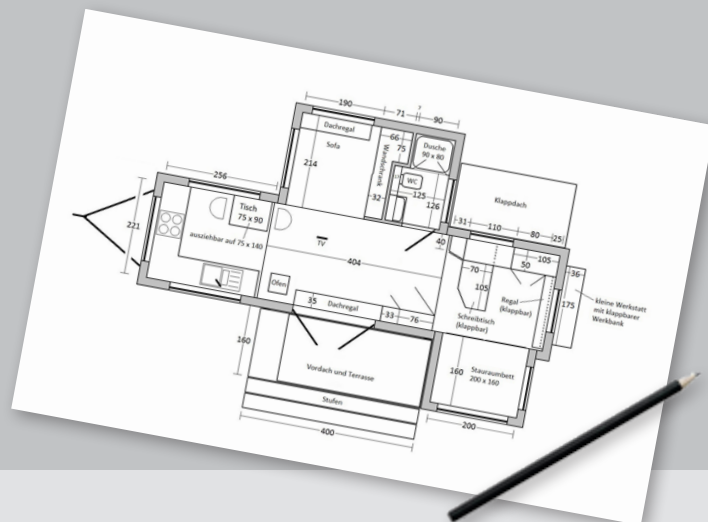 190
71
7
90
Dachregal
Sofa
66
75
Dusche
90 x 80
Wandschrank
214
WC
125
126
32
256
Tisch
75 x 90
ausziehbar auf 75 x 140
221
TV
404
40
Klappdach
31
110
80
25
105
50
36
70
105
Regal
(klappbar)
175
kleine Werkstatt
mit klappbarer
Werkbank
Schreibtisch
(klappbar)
Ofen
35
Dachregal
33
76
160
Vordach und Terrasse
Stufen
400
160
Stauraumbett
200 x 160
200